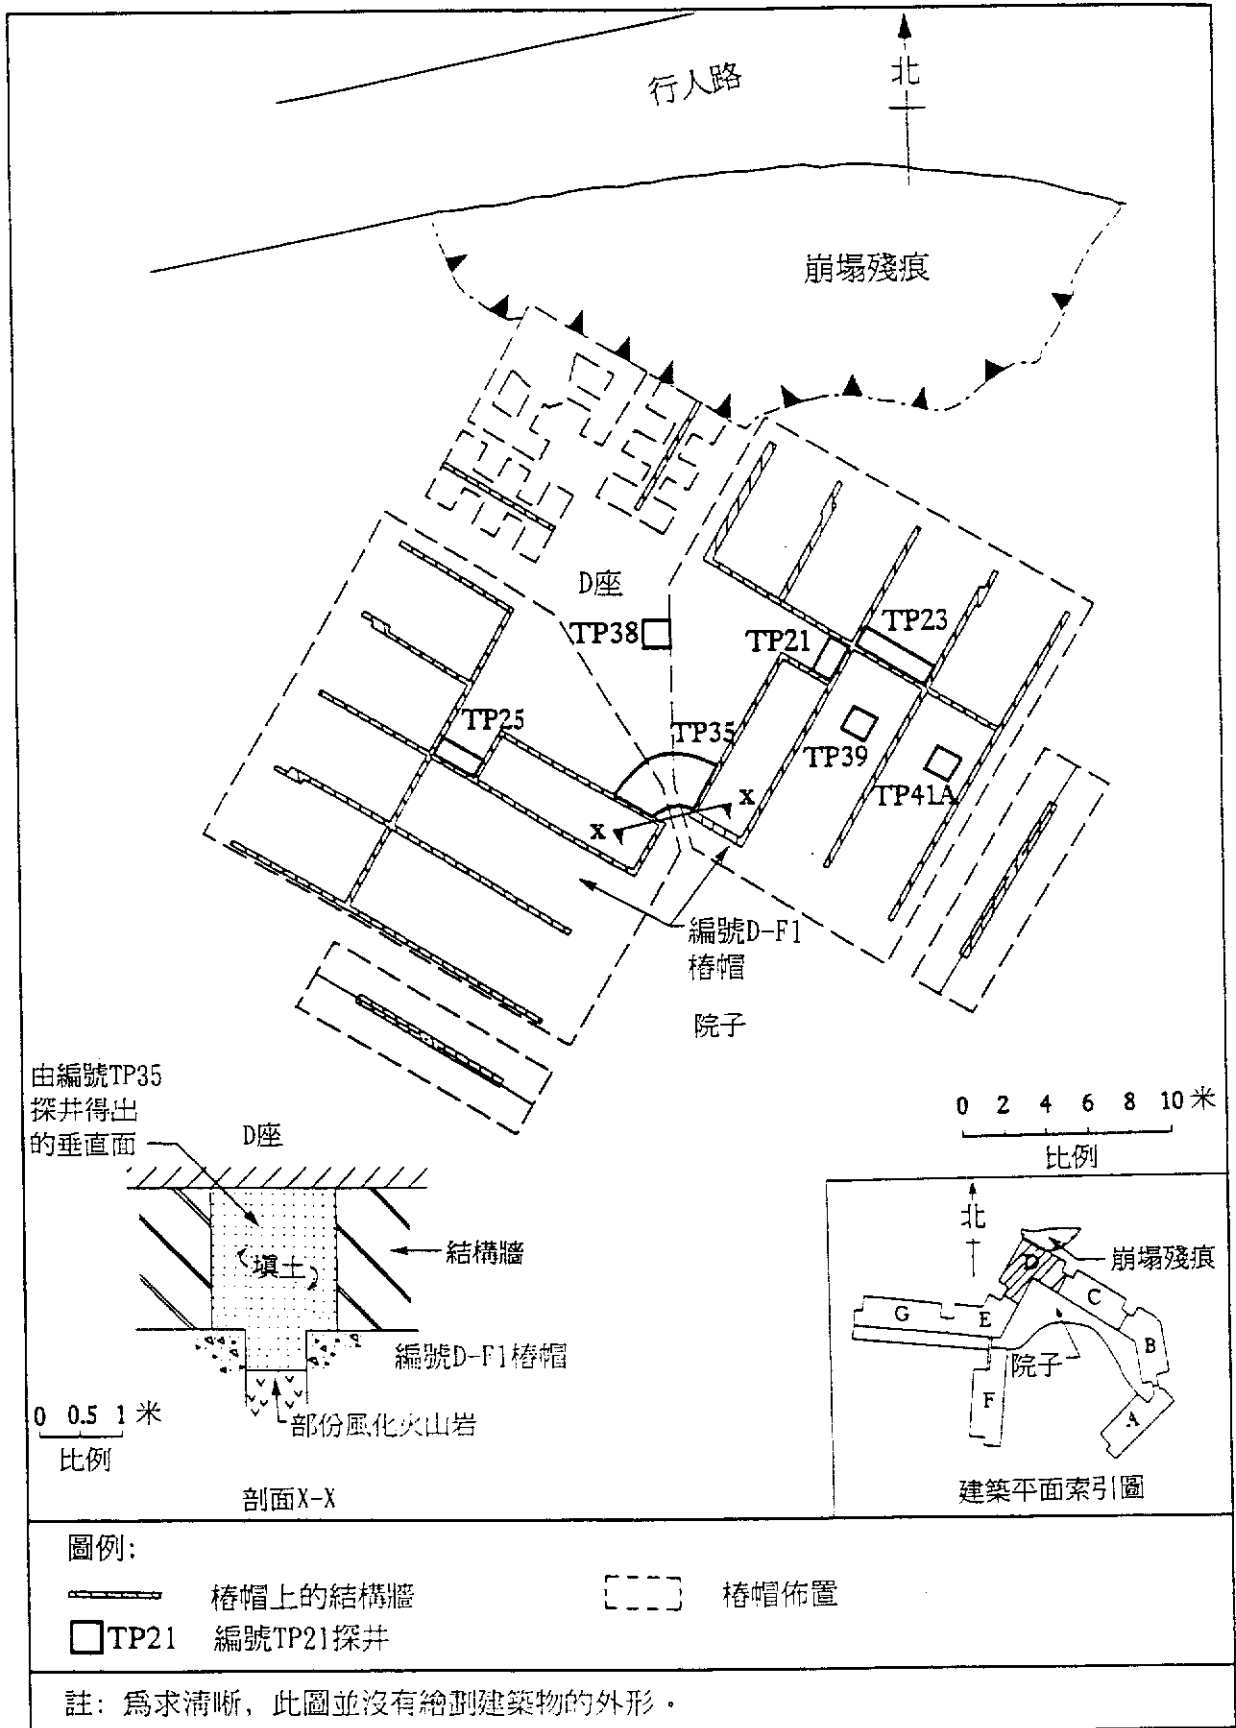 行人路
北
崩塌殘痕
D座
TP38
TP21
TP23
TP25
TP35
TP39
TP41A
X
X
編號D-F1
樁帽
院子
由編號TP35
探井得出
的垂直面
D座
填土
結構牆
編號D-F1樁帽
部份風化火山岩
0 0.5 1 米
比例
剖面X-X
0 2 4 6 8 10 米
比例
北
崩塌殘痕
D
C
G
E
B
院子
F
A
建築平面索引圖
圖例:
樁帽上的結構牆
樁帽佈置
TP21 編號TP21探井
註: 爲求清晰, 此圖並沒有繪劃建築物的外形。